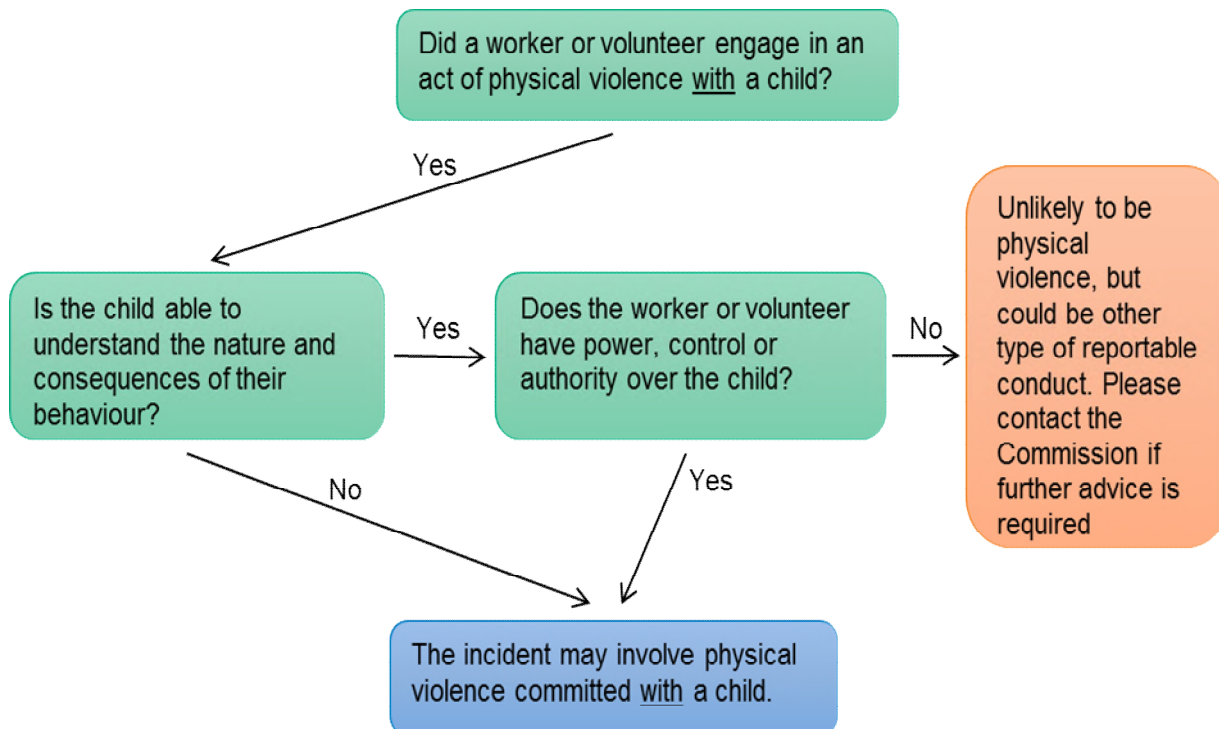 Did a worker or volunteer engage in an
act of physical violence with a child?
Yes
Is the child able to
understand the nature and
consequences of their
behaviour?
Yes
Does the worker or volunteer
have power, control or
authority over the child?
No
Unlikely to be
physical
violence, but
could be other
type of reportable
conduct. Please
contact the
Commission if
further advice is
required
No
Yes
The incident may involve physical
violence committed with a child.